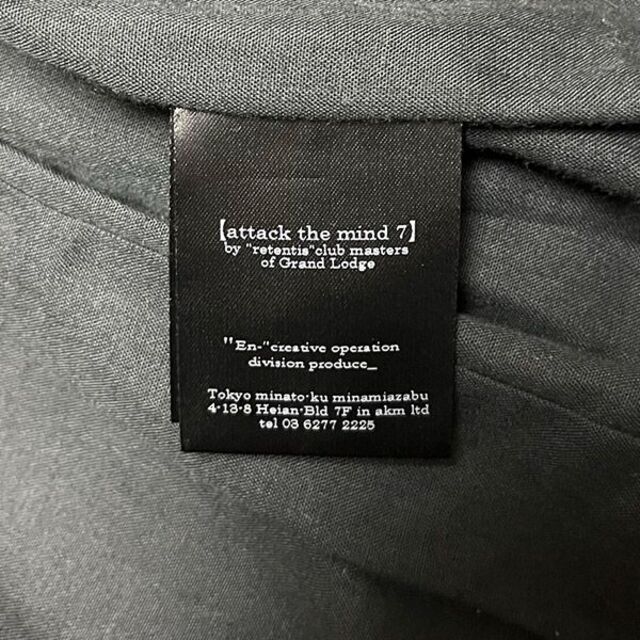 【attack the mind 7】
by "retentis"club masters
of Grand Lodge
"En-"creative operation
division produce_
Tokyo minato-ku minamiazabu
4-13-8 Heian-Bld 7F in akm ltd
tel 03 6277 2225